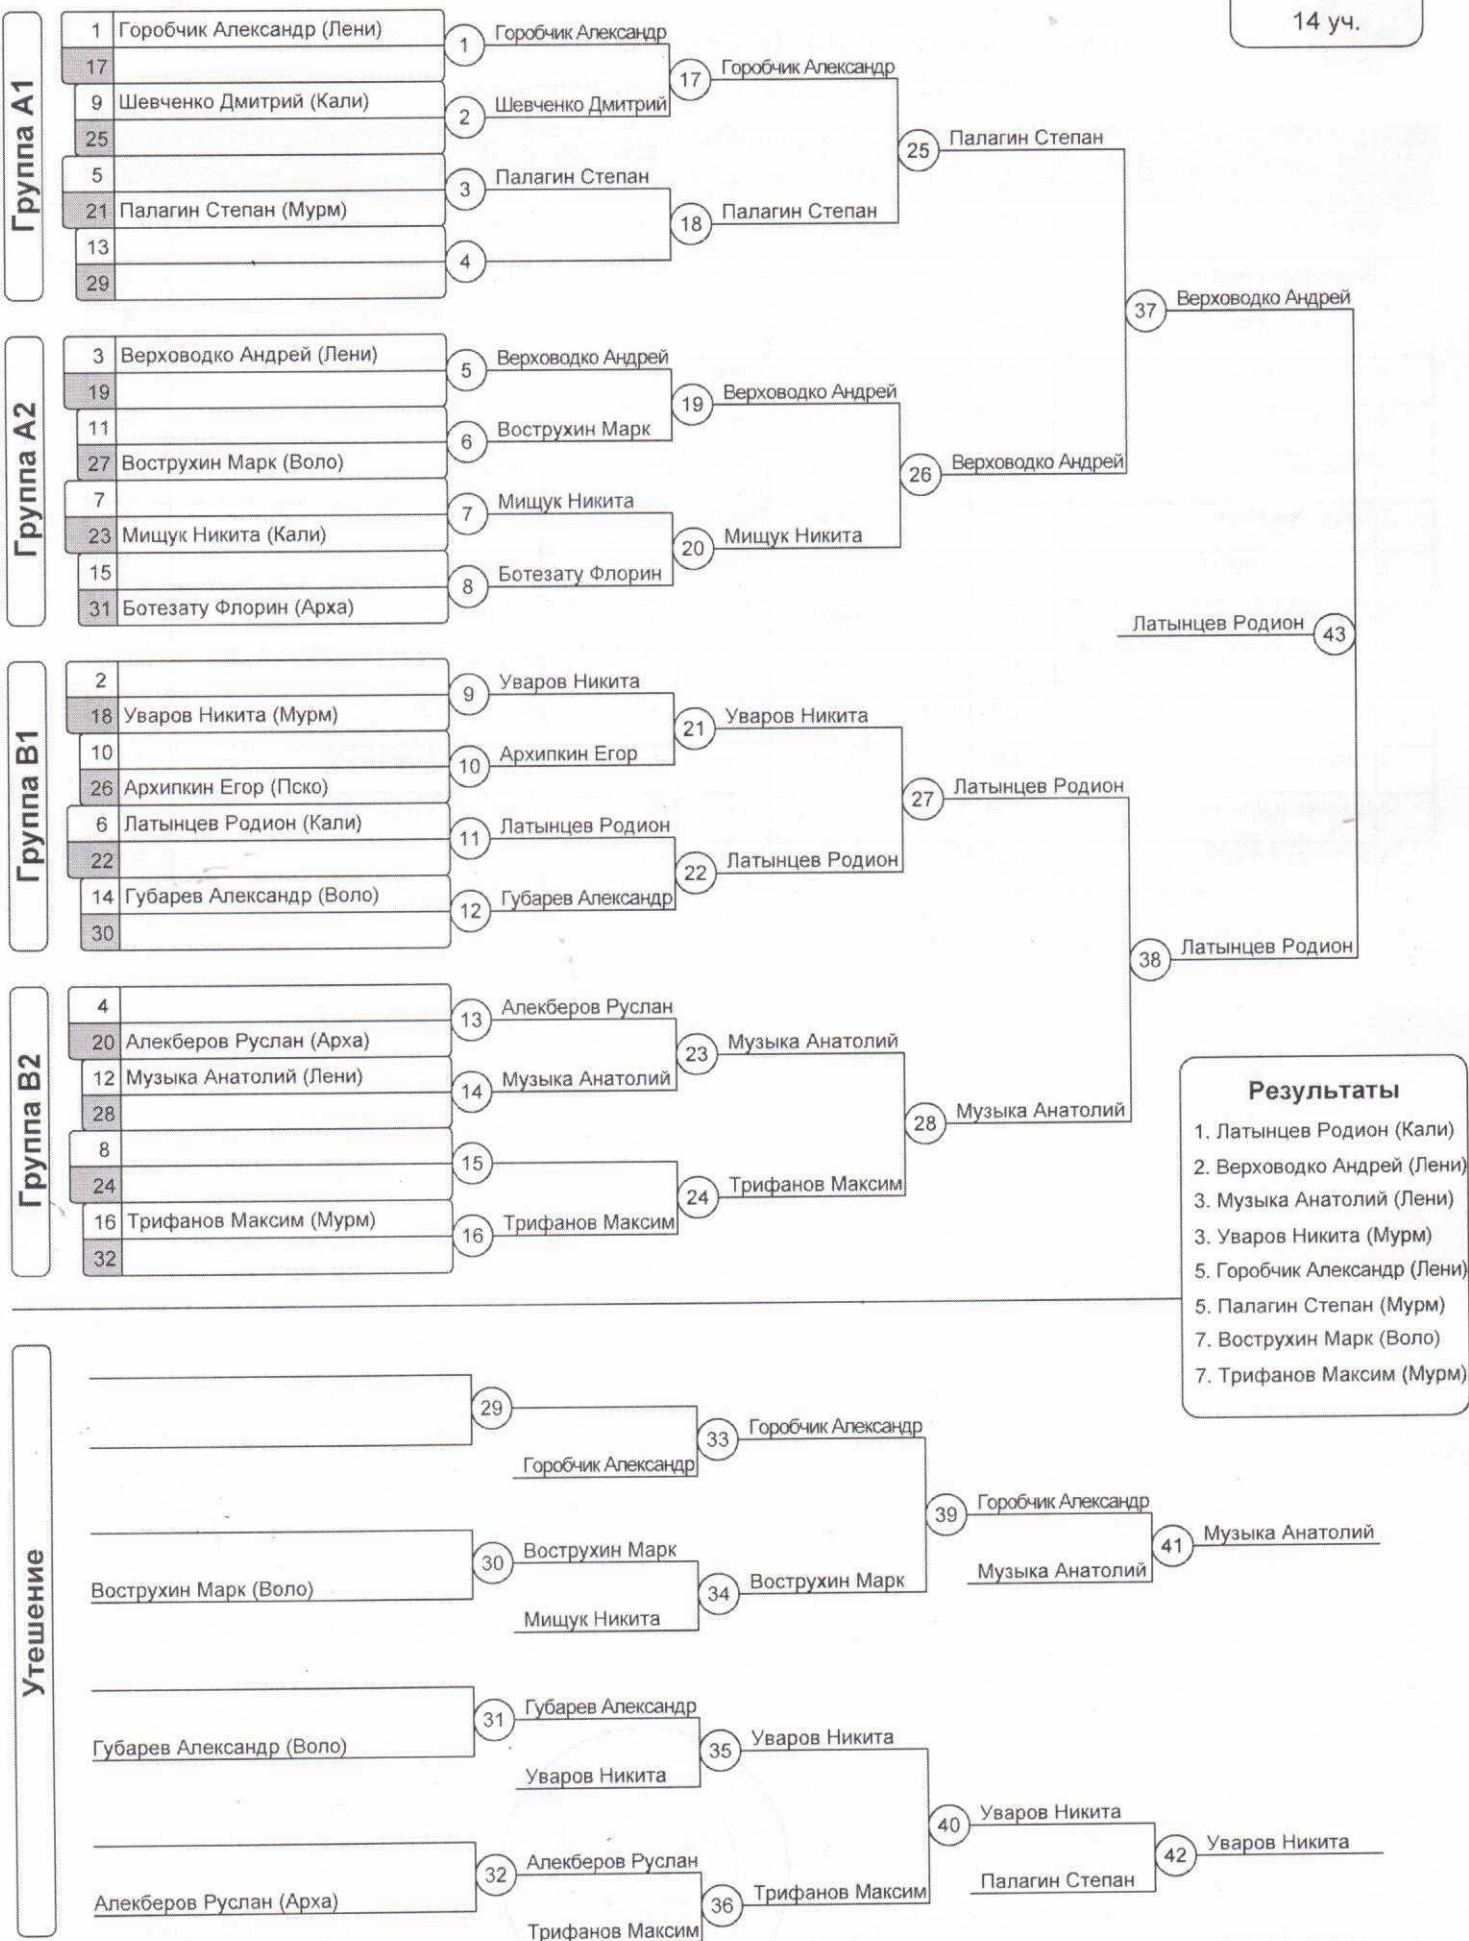 14 уч.
Группа A1
1 Горобчик Александр (Лени)
17
9 Шевченко Дмитрий (Кали)
25
5
21 Палагин Степан (Мурм)
13
29
1 Горобчик Александр
2 Шевченко Дмитрий
3 Палагин Степан
4
17 Горобчик Александр
18 Палагин Степан
25 Палагин Степан
Группа A2
3 Верховодко Андрей (Лени)
19
11
27 Вострухин Марк (Воло)
7
23 Мищук Никита (Кали)
15
31 Ботезату Флорин (Арха)
5 Верховодко Андрей
6 Вострухин Марк
7 Мищук Никита
8 Ботезату Флорин
19 Верховодко Андрей
20 Мищук Никита
26 Верховодко Андрей
37 Верховодко Андрей
Латынцев Родион 43
Группа B1
2
18 Уваров Никита (Мурм)
10
26 Архипкин Егор (Пско)
6 Латынцев Родион (Кали)
22
14 Губарев Александр (Воло)
30
9 Уваров Никита
10 Архипкин Егор
11 Латынцев Родион
12 Губарев Александр
21 Уваров Никита
22 Латынцев Родион
27 Латынцев Родион
38 Латынцев Родион
Группа B2
4
20 Алекберов Руслан (Арха)
12 Музыка Анатолий (Лени)
28
8
24
16 Трифанов Максим (Мурм)
32
13 Алекберов Руслан
14 Музыка Анатолий
15
16 Трифанов Максим
23 Музыка Анатолий
24 Трифанов Максим
28 Музыка Анатолий
Результаты
1. Латынцев Родион (Кали)
2. Верховодко Андрей (Лени)
3. Музыка Анатолий (Лени)
3. Уваров Никита (Мурм)
5. Горобчик Александр (Лени)
5. Палагин Степан (Мурм)
7. Вострухин Марк (Воло)
7. Трифанов Максим (Мурм)
Утешение
29
Горобчик Александр
33 Горобчик Александр
Вострухин Марк (Воло)
30 Вострухин Марк
Мищук Никита
34 Вострухин Марк
39 Горобчик Александр
Музыка Анатолий
41 Музыка Анатолий
Губарев Александр (Воло)
31 Губарев Александр
Уваров Никита
35 Уваров Никита
Алекберов Руслан (Арха)
32 Алекберов Руслан
Трифанов Максим
36 Трифанов Максим
40 Уваров Никита
Палагин Степан
42 Уваров Никита